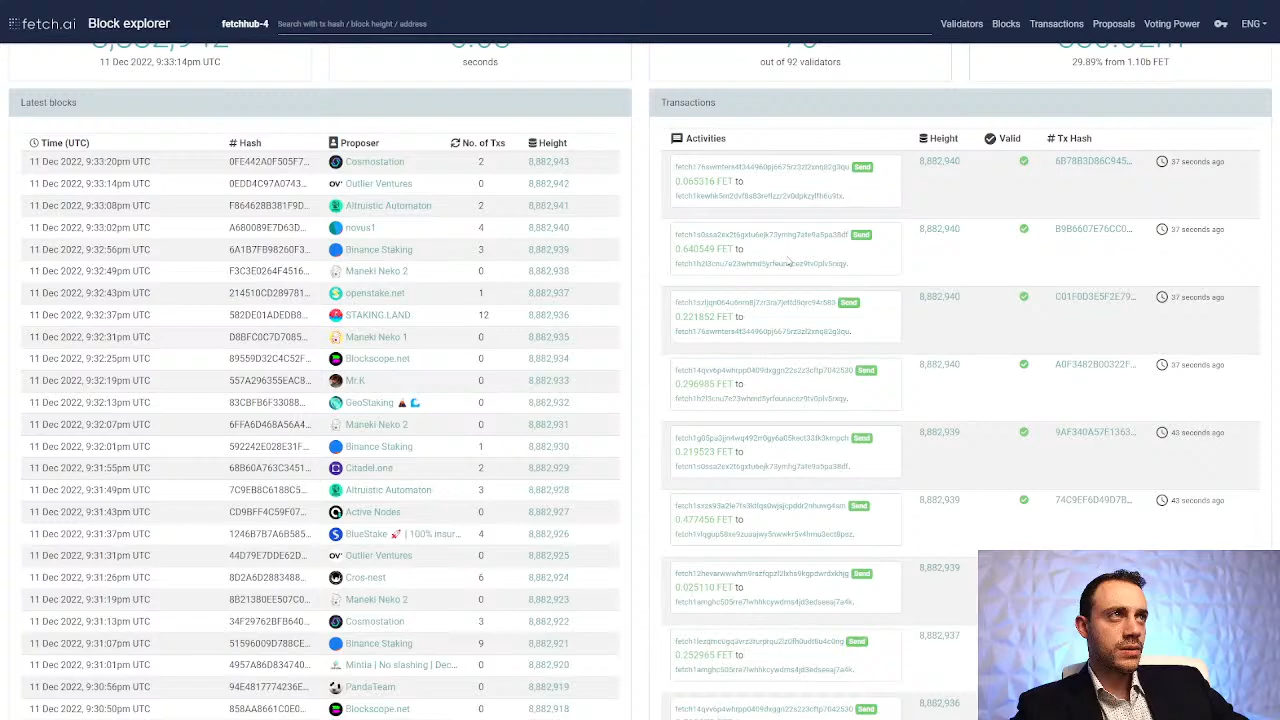 fetch.ai Block explorer fetchhub-4 Search with tx hash / block height / address Validators Blocks Transactions Proposals Voting Power ENG
11 Dec 2022, 9:33:14pm UTC seconds out of 92 validators 29.89% from 1.10b FET
Latest blocks
Time (UTC) # Hash Proposer No. of Txs Height
11 Dec 2022, 9:33:20pm UTC 0FE442A0F505F7... Cosmostation 2 8,882,943
11 Dec 2022, 9:33:14pm UTC 0EDD4C97A0743... Outlier Ventures 0 8,882,942
11 Dec 2022, 9:33:08pm UTC F864628B381F9D... Altruistic Automaton 2 8,882,941
11 Dec 2022, 9:33:02pm UTC A680089E7D63D... novus1 4 8,882,940
11 Dec 2022, 9:32:55pm UTC 6A187FB98260F3... Binance Staking 3 8,882,939
11 Dec 2022, 9:32:49pm UTC F3C3E0264F4516... Maneki Neko 2 0 8,882,938
11 Dec 2022, 9:32:43pm UTC 214510CD289781... openstake.net 1 8,882,937
11 Dec 2022, 9:32:37pm UTC 582DE01ADEDB8... STAKING.LAND 12 8,882,936
11 Dec 2022, 9:32:31pm UTC D8BFC0C7D7085... Maneki Neko 1 0 8,882,935
11 Dec 2022, 9:32:25pm UTC 89559D32C4C52F... Blockscope.net 0 8,882,934
11 Dec 2022, 9:32:19pm UTC 557A296355EAC8... Mr.K 0 8,882,933
11 Dec 2022, 9:32:13pm UTC 83CBFB6F33088... GeoStaking 🌋 🌊 0 8,882,932
11 Dec 2022, 9:32:07pm UTC 6FFA6D468A56A4... Maneki Neko 2 0 8,882,931
11 Dec 2022, 9:32:01pm UTC 592242E028E31F... Binance Staking 1 8,882,930
11 Dec 2022, 9:31:55pm UTC 68B60A763C3451... Citadel.one 2 8,882,929
11 Dec 2022, 9:31:49pm UTC 7C9EB8C6188C5... Altruistic Automaton 3 8,882,928
11 Dec 2022, 9:31:43pm UTC CD9BFF4C59F07... Active Nodes 0 8,882,927
11 Dec 2022, 9:31:37pm UTC 1246B7B7A6B585... BlueStake 🚀 | 100% insur... 4 8,882,926
11 Dec 2022, 9:31:31pm UTC 44D79E7DDE62D... Outlier Ventures 0 8,882,925
11 Dec 2022, 9:31:26pm UTC 8D2A6D2883488... Cros-nest 6 8,882,924
11 Dec 2022, 9:31:19pm UTC 8B21380EE507C... Maneki Neko 2 0 8,882,923
11 Dec 2022, 9:31:13pm UTC 34F29762BFB64D... Cosmostation 3 8,882,922
11 Dec 2022, 9:31:07pm UTC 5159609D788CE... Binance Staking 9 8,882,921
11 Dec 2022, 9:31:01pm UTC 4957A86D834740... Mintia | No slashing | Dec... 0 8,882,920
11 Dec 2022, 9:30:56pm UTC 94E4817774236E... PandaTeam 0 8,882,919
11 Dec 2022, 9:30:50pm UTC 858AA8661C0E0... Blockscope.net 0 8,882,918
Transactions
Activities Height Valid # Tx Hash
Send 8,882,940 6B78B3D86C945... 37 seconds ago
0.065316 FET to
Send 8,882,940 B9B6607E76CC0... 37 seconds ago
0.640549 FET to
Send 8,882,940 C01F0D3E5F2E79... 37 seconds ago
0.221852 FET to
Send 8,882,940 A0F3482B00322F... 37 seconds ago
0.296985 FET to
Send 8,882,939 9AF340A57E1363... 43 seconds ago
0.219523 FET to
Send 8,882,939 74C9EF6D49D7B... 43 seconds ago
0.477456 FET to
Send 8,882,939
0.025110 FET to
Send 8,882,937
0.252965 FET to
Send 8,882,936